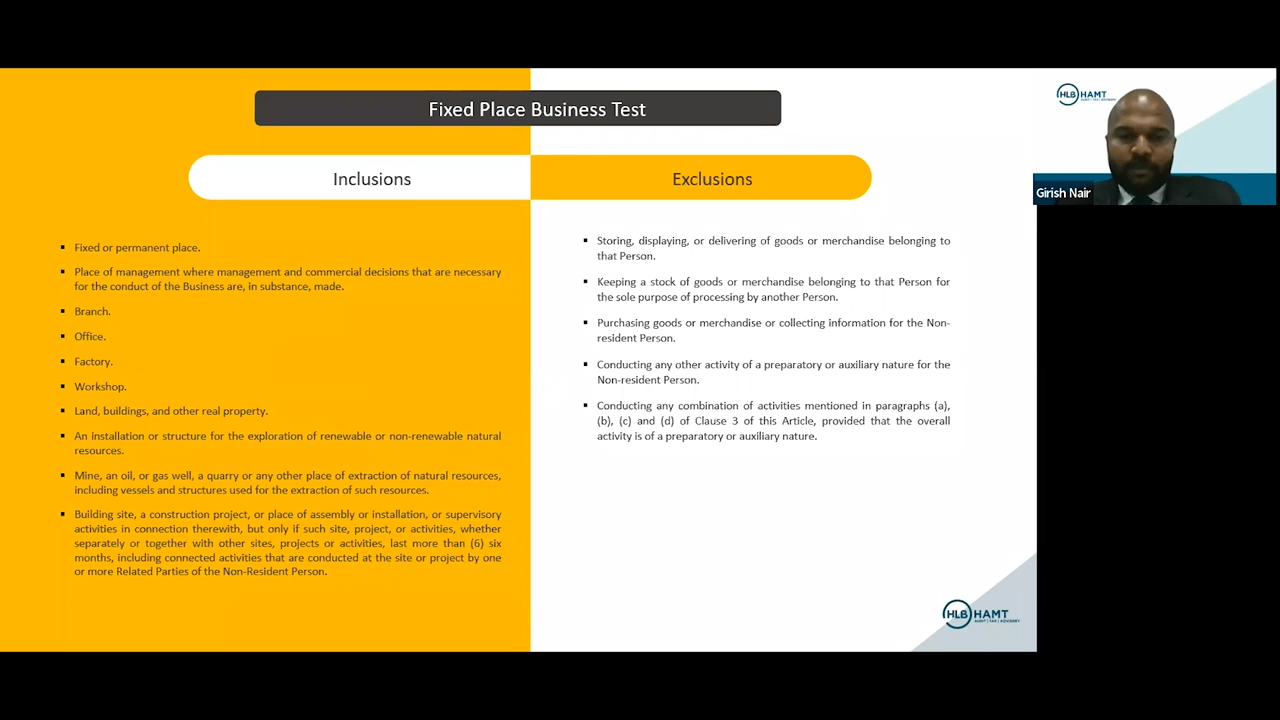 Fixed Place Business Test
Inclusions
Exclusions
▪ Fixed or permanent place.
▪ Place of management where management and commercial decisions that are necessary
for the conduct of the Business are, in substance, made.
▪ Branch.
▪ Office.
▪ Factory.
▪ Workshop.
▪ Land, buildings, and other real property.
▪ An installation or structure for the exploration of renewable or non-renewable natural
resources.
▪ Mine, an oil, or gas well, a quarry or any other place of extraction of natural resources,
including vessels and structures used for the extraction of such resources.
▪ Building site, a construction project, or place of assembly or installation, or supervisory
activities in connection therewith, but only if such site, project, or activities, whether
separately or together with other sites, projects or activities, last more than (6) six
months, including connected activities that are conducted at the site or project by one
or more Related Parties of the Non-Resident Person.
▪ Storing, displaying, or delivering of goods or merchandise belonging to
that Person.
▪ Keeping a stock of goods or merchandise belonging to that Person for
the sole purpose of processing by another Person.
▪ Purchasing goods or merchandise or collecting information for the Non-
resident Person.
▪ Conducting any other activity of a preparatory or auxiliary nature for the
Non-resident Person.
▪ Conducting any combination of activities mentioned in paragraphs (a),
(b), (c) and (d) of Clause 3 of this Article, provided that the overall
activity is of a preparatory or auxiliary nature.
HLB HAMT
AUDIT | TAX | ADVISORY
HLB HAMT
AUDIT | TAX | ADVISORY
Girish Nair